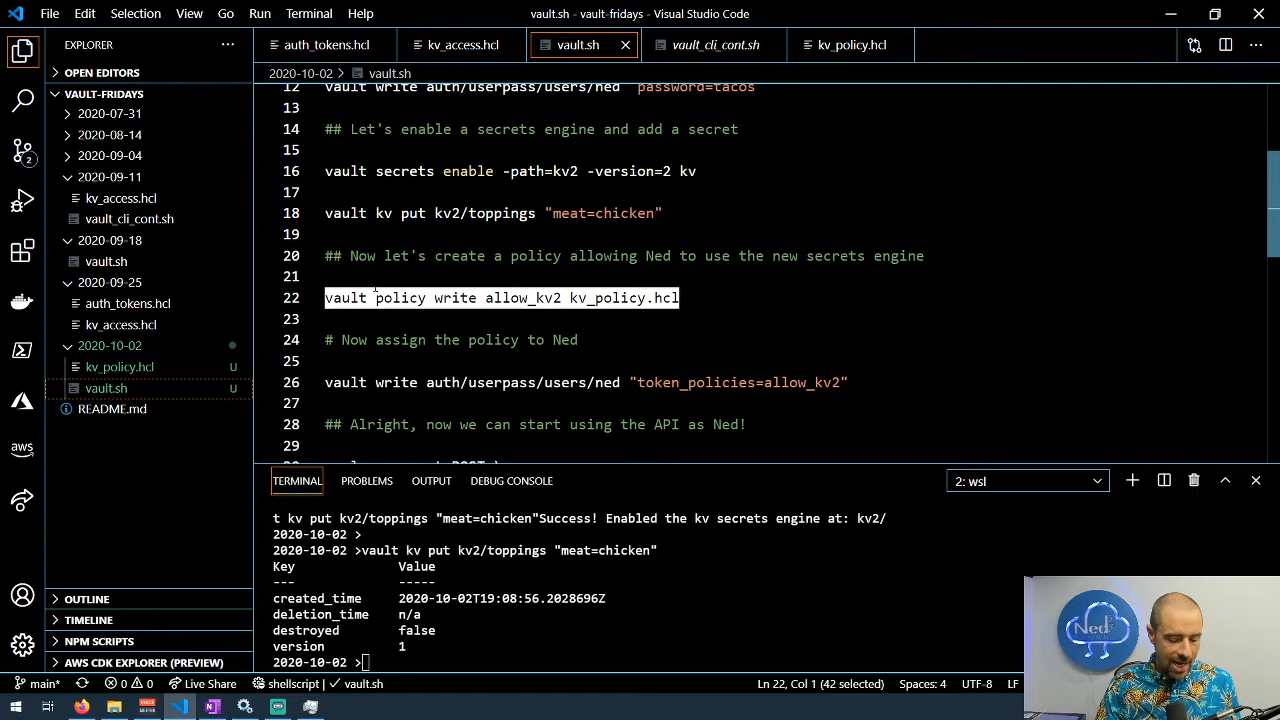 File Edit Selection View Go Run Terminal Help
vault.sh - vault-fridays - Visual Studio Code
EXPLORER
auth_tokens.hcl
kv_access.hcl
vault.sh
vault_cli_cont.sh
kv_policy.hcl
OPEN EDITORS
2020-10-02 > vault.sh
VAULT-FRIDAYS
2020-07-31
2020-08-14
2020-09-04
2020-09-11
kv_access.hcl
vault_cli_cont.sh
2020-09-18
vault.sh
2020-09-25
auth_tokens.hcl
kv_access.hcl
2020-10-02
kv_policy.hcl U
vault.sh U
README.md
2
OUTLINE
TIMELINE
NPM SCRIPTS
AWS CDK EXPLORER (PREVIEW)
aws
12 vault write auth/userpass/users/ned password=tacos
13
14 ## Let's enable a secrets engine and add a secret
15
16 vault secrets enable -path=kv2 -version=2 kv
17
18 vault kv put kv2/toppings "meat=chicken"
19
20 ## Now let's create a policy allowing Ned to use the new secrets engine
21
22 vault policy write allow_kv2 kv_policy.hcl
23
24 # Now assign the policy to Ned
25
26 vault write auth/userpass/users/ned "token_policies=allow_kv2"
27
28 ## Alright, now we can start using the API as Ned!
29
TERMINAL PROBLEMS OUTPUT DEBUG CONSOLE
2: wsl
t kv put kv2/toppings "meat=chicken"Success! Enabled the kv secrets engine at: kv2/
2020-10-02 >
2020-10-02 >vault kv put kv2/toppings "meat=chicken"
Key Value
--- -----
created_time 2020-10-02T19:08:56.2028696Z
deletion_time n/a
destroyed false
version 1
2020-10-02 >
Ned
main* 0 0 Live Share shellscript vault.sh
Ln 22, Col 1 (42 selected) Spaces: 4 UTF-8 LF